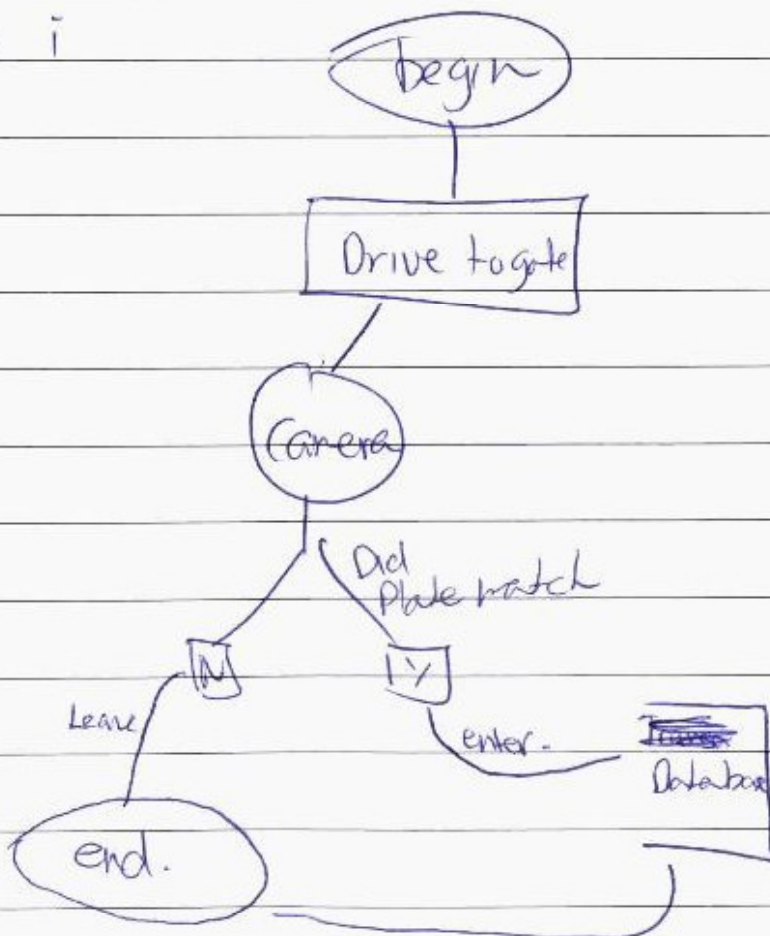 i
begin
Drive to gate
Camera
Did
Plate match
N
Y
Leave
enter.
Database
end.